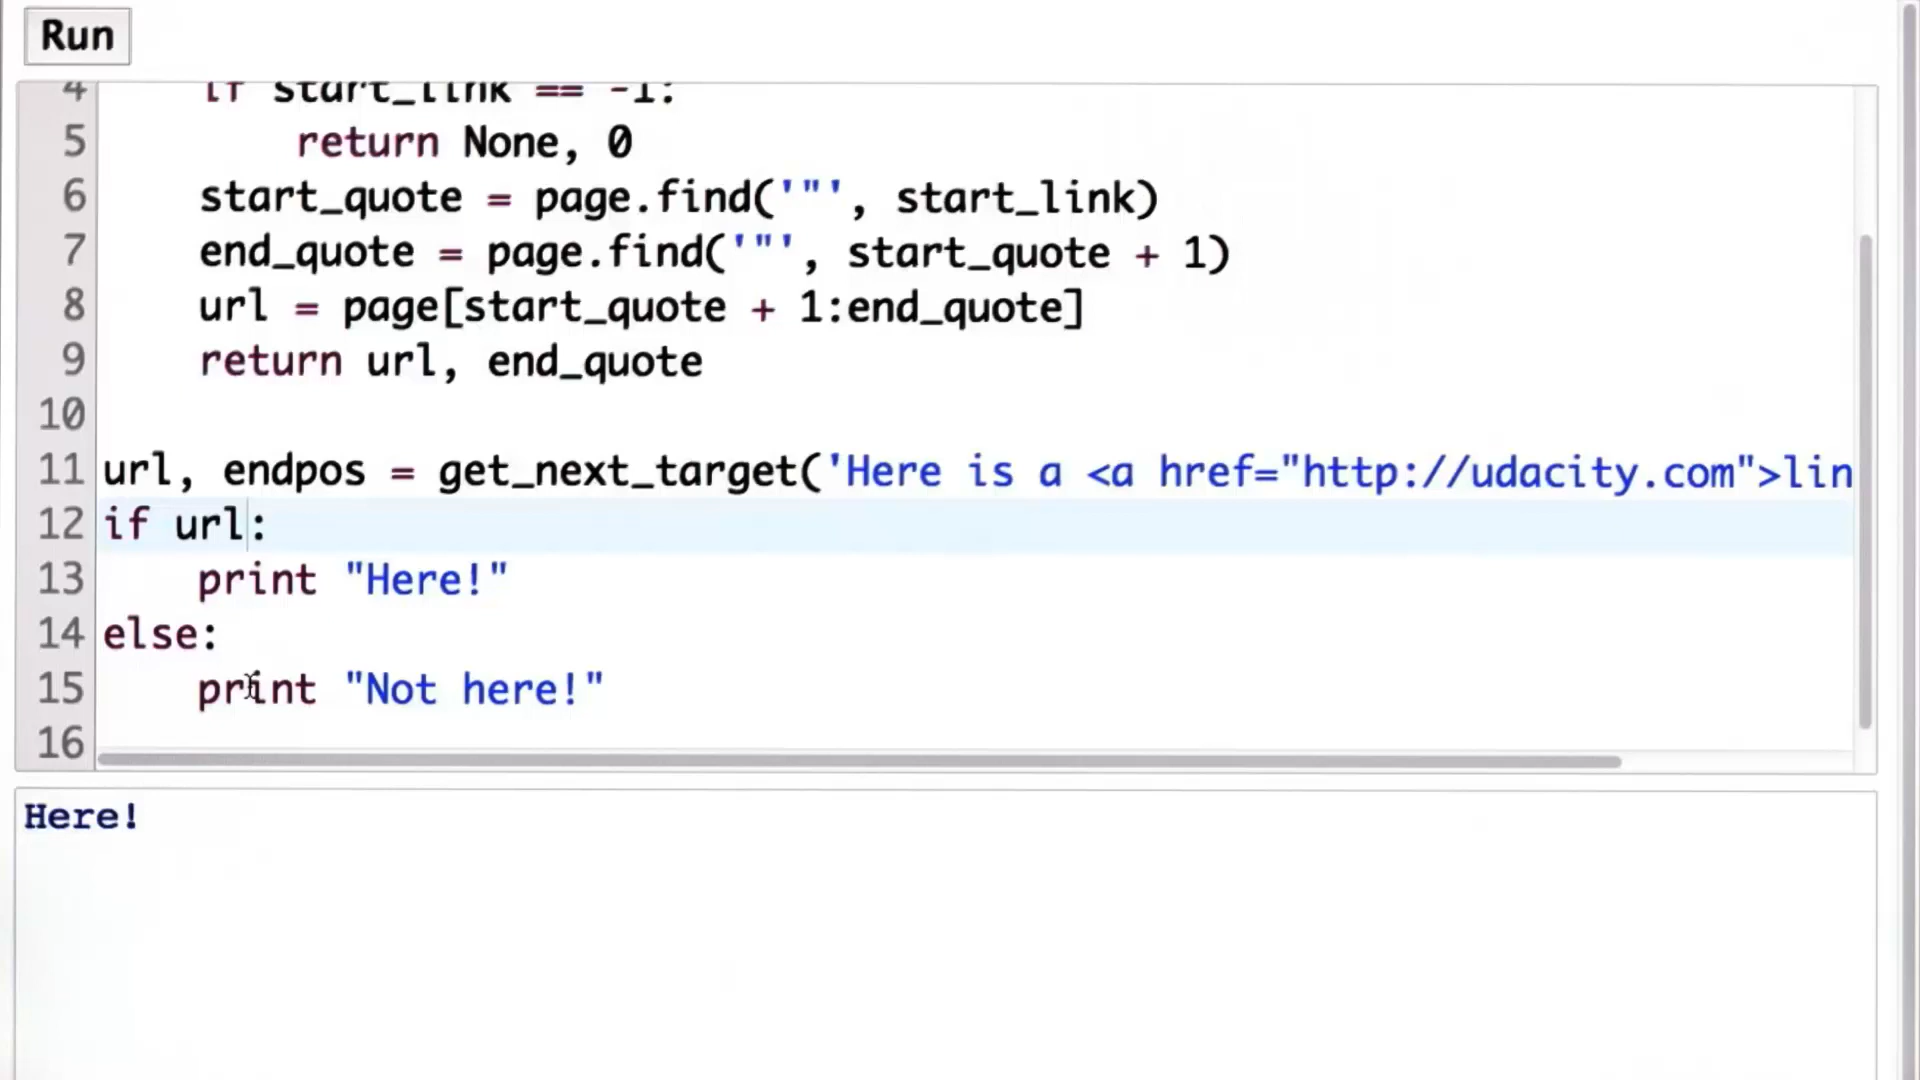 Run
4     if start_link == -1:
5         return None, 0
6     start_quote = page.find('"', start_link)
7     end_quote = page.find('"', start_quote + 1)
8     url = page[start_quote + 1:end_quote]
9     return url, end_quote
10
11 url, endpos = get_next_target('Here is a <a href="http://udacity.com">lin
12 if url:
13     print "Here!"
14 else:
15     print "Not here!"
16
Here!